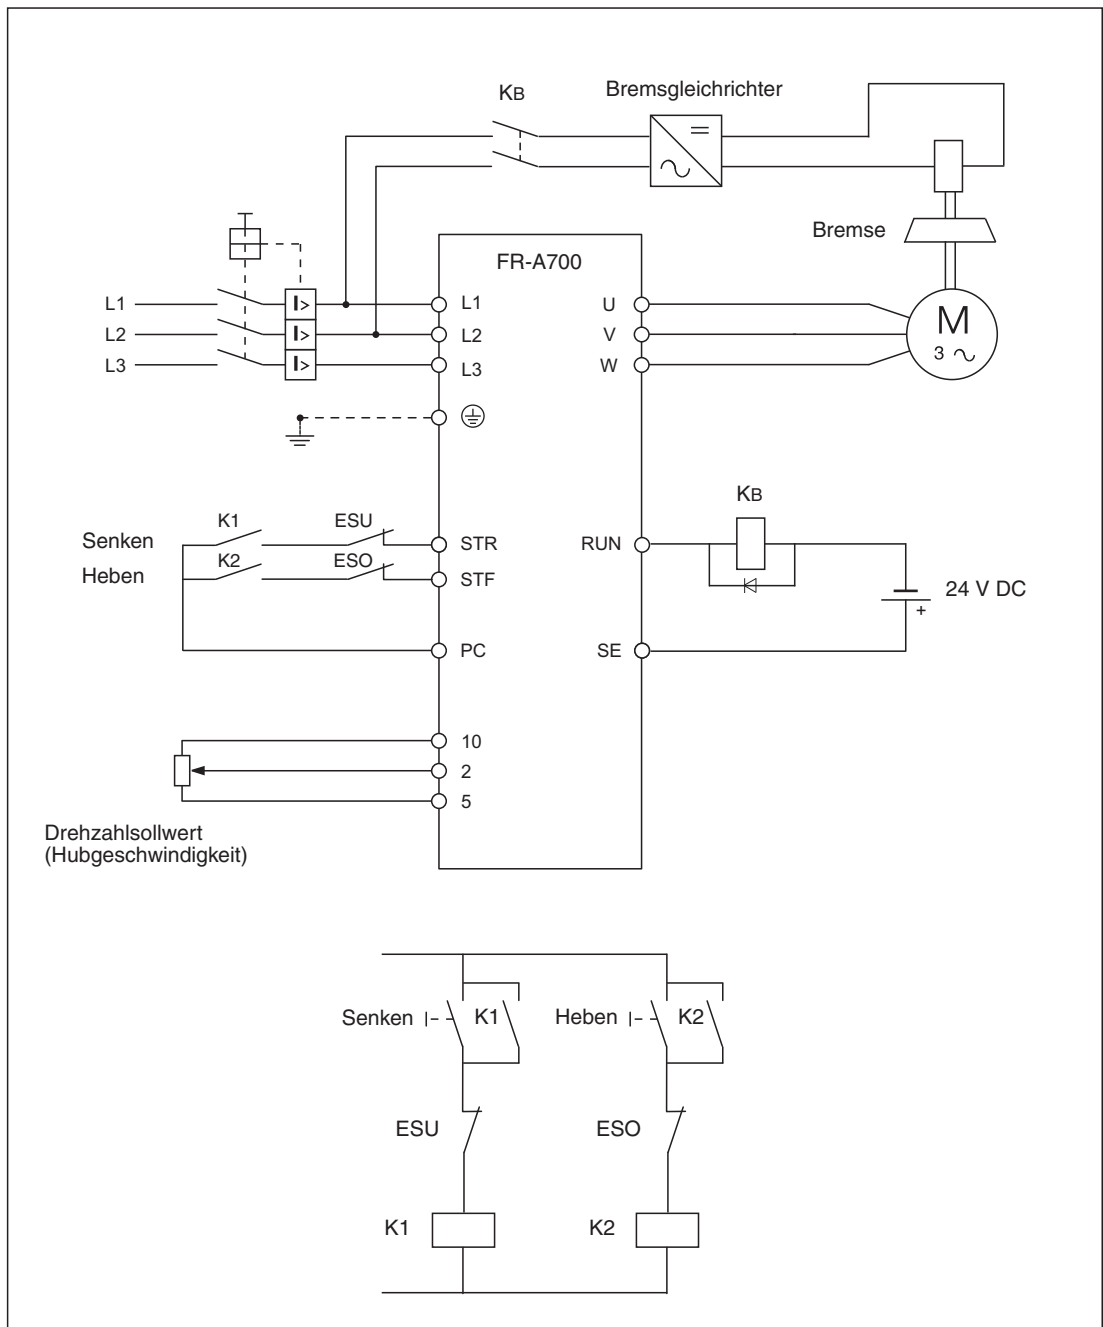 KB
Bremsgleichrichter
Bremse
FR-A700
L1
L2
L3
I>
I>
I>
L1
L2
L3
U
V
W
M
3 ~
Senken
Heben
K1
K2
ESU
ESO
STR
STF
PC
RUN
SE
KB
24 V DC
+
10
2
5
Drehzahlsollwert
(Hubgeschwindigkeit)
Senken
K1
Heben
K2
ESU
ESO
K1
K2